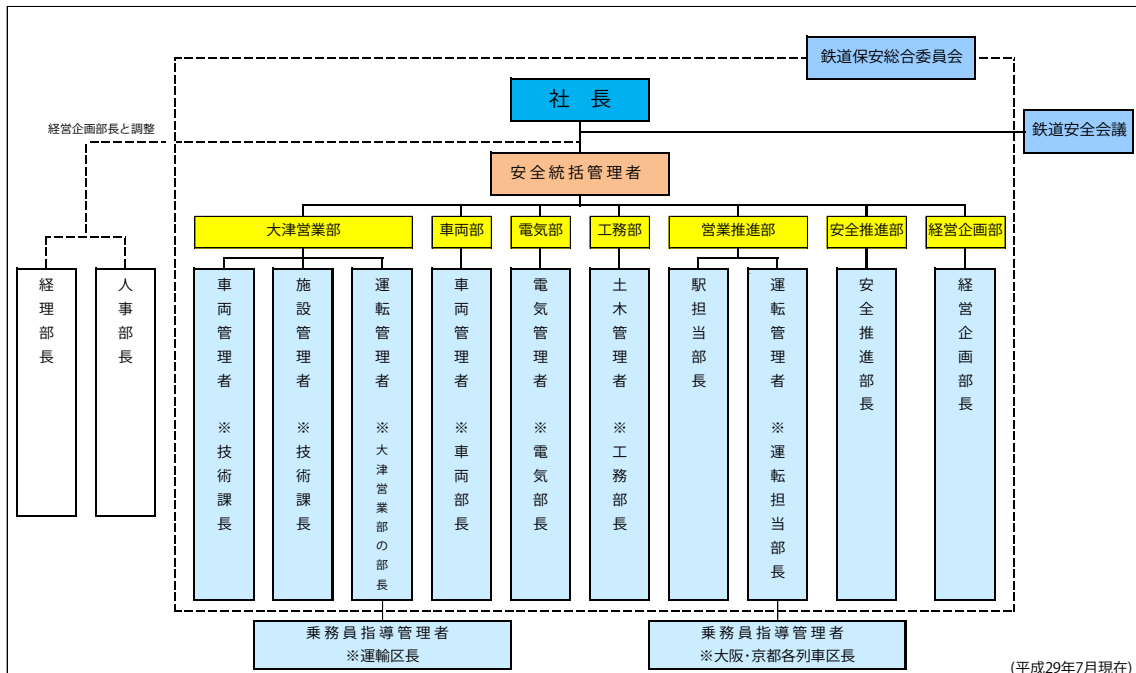 鉄道保安総合委員会
社　長
鉄道安全会議
経営企画部長と調整
安全統括管理者
大津営業部
車両部
電気部
工務部
営業推進部
安全推進部
経営企画部
経理部長
人事部長
車両管理者　※技術課長
施設管理者　※技術課長
運転管理者　※大津営業部の部長
車両管理者　※車両部長
電気管理者　※電気部長
土木管理者　※工務部長
駅担当部長
運転管理者　※運転担当部長
安全推進部長
経営企画部長
乗務員指導管理者
※運輸区長
乗務員指導管理者
※大阪・京都各列車区長
(平成29年7月現在)